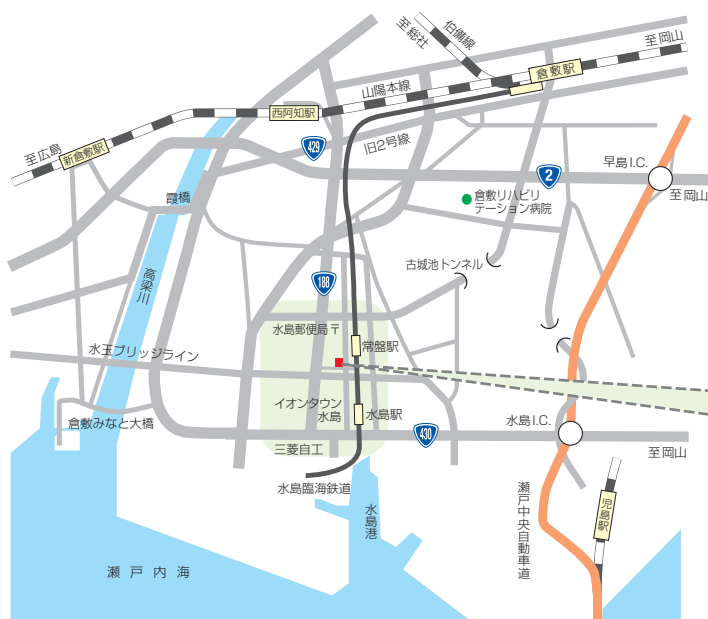 至総社
伯備線
至岡山
倉敷駅
山陽本線
西阿知駅
至広島
新倉敷駅
429
旧2号線
2
早島I.C.
至岡山
霞橋
倉敷リハビリ
テーション病院
古城池トンネル
高梁川
188
水島郵便局〒
常盤駅
水玉ブリッジライン
イオンタウン
水島
水島駅
倉敷みなと大橋
430
水島I.C.
三菱自工
至岡山
水島臨海鉄道
水島港
瀬戸中央自動車道
児島駅
瀬戸内海